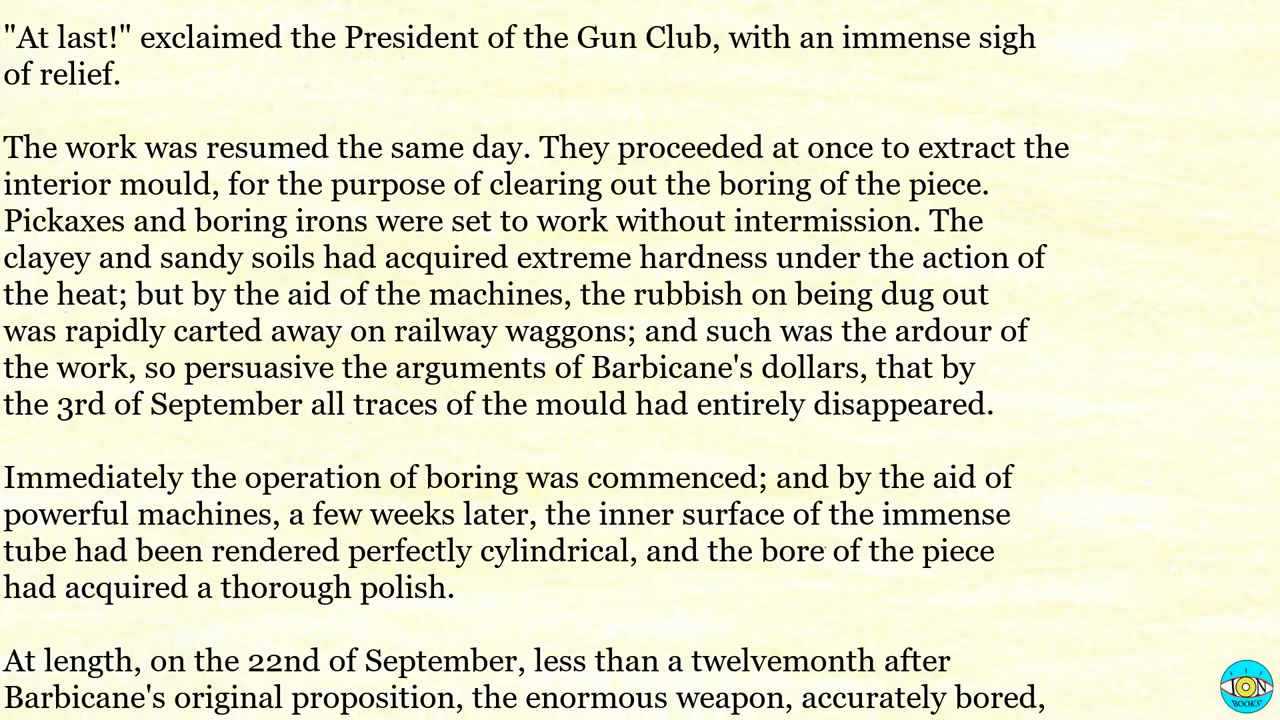 "At last!" exclaimed the President of the Gun Club, with an immense sigh
of relief.
The work was resumed the same day. They proceeded at once to extract the
interior mould, for the purpose of clearing out the boring of the piece.
Pickaxes and boring irons were set to work without intermission. The
clayey and sandy soils had acquired extreme hardness under the action of
the heat; but by the aid of the machines, the rubbish on being dug out
was rapidly carted away on railway waggons; and such was the ardour of
the work, so persuasive the arguments of Barbicane's dollars, that by
the 3rd of September all traces of the mould had entirely disappeared.
Immediately the operation of boring was commenced; and by the aid of
powerful machines, a few weeks later, the inner surface of the immense
tube had been rendered perfectly cylindrical, and the bore of the piece
had acquired a thorough polish.
At length, on the 22nd of September, less than a twelvemonth after
Barbicane's original proposition, the enormous weapon, accurately bored,
ION
BOOKS